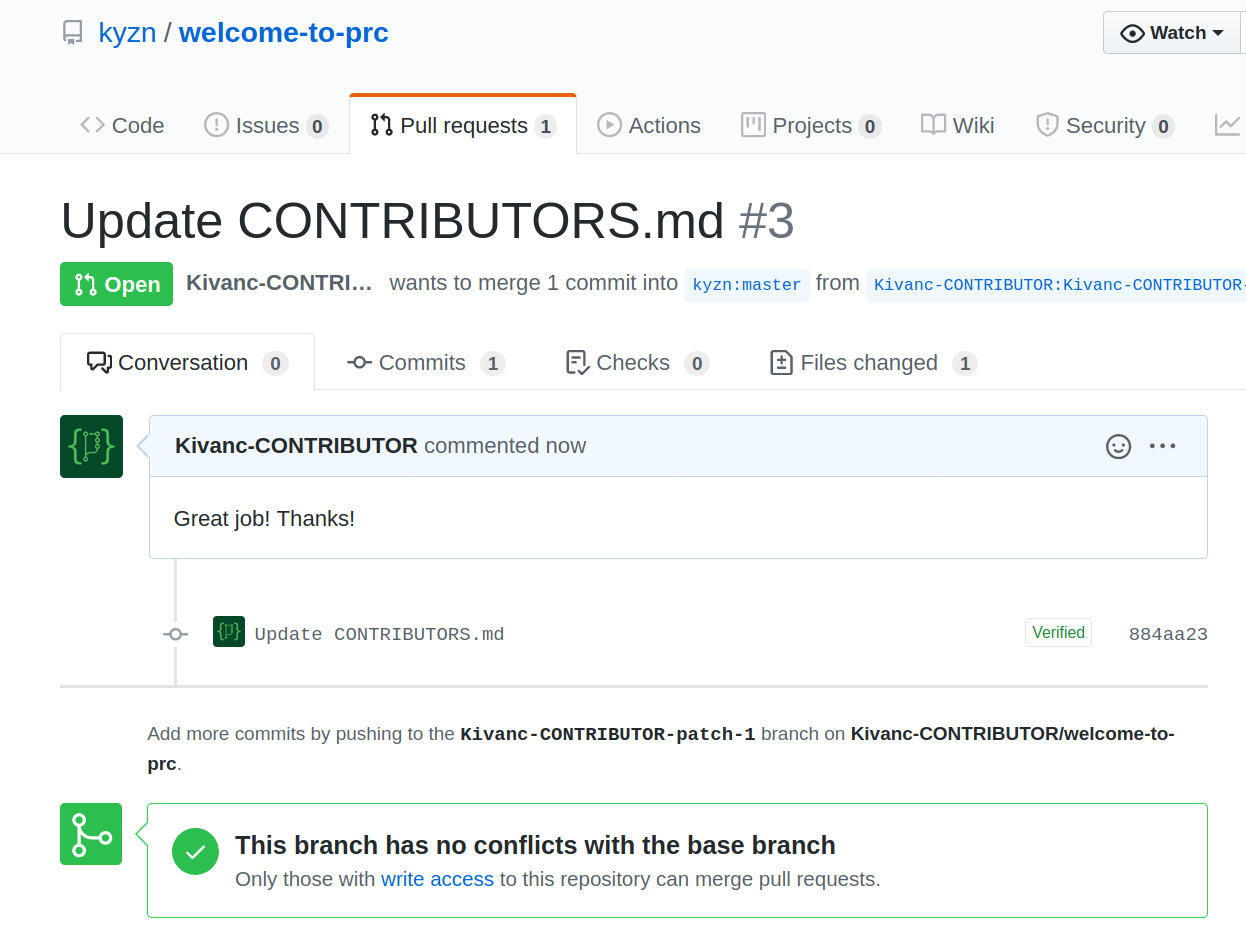 kyzn / welcome-to-prc
Watch
Code Issues 0 Pull requests 1 Actions Projects 0 Wiki Security 0
Update CONTRIBUTORS.md #3
Open Kivanc-CONTRI... wants to merge 1 commit into kyzn:master from Kivanc-CONTRIBUTOR:Kivanc-CONTRIBUTOR-
Conversation 0 Commits 1 Checks 0 Files changed 1
Kivanc-CONTRIBUTOR commented now
Great job! Thanks!
Update CONTRIBUTORS.md Verified 884aa23
Add more commits by pushing to the Kivanc-CONTRIBUTOR-patch-1 branch on Kivanc-CONTRIBUTOR/welcome-to-
prc.
This branch has no conflicts with the base branch
Only those with write access to this repository can merge pull requests.